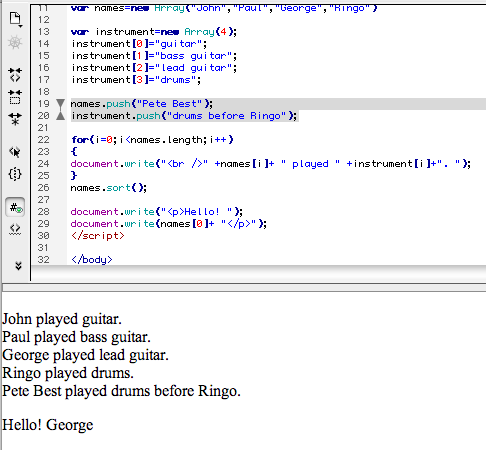 11 var names=new Array("John","Paul","George","Ringo")
12
13 var instrument=new Array(4);
14 instrument[0]="guitar";
15 instrument[1]="bass guitar";
16 instrument[2]="lead guitar";
17 instrument[3]="drums";
18
19 names.push("Pete Best");
20 instrument.push("drums before Ringo");
21
22 for(i=0;i<names.length;i++)
23 {
24 document.write("<br />" +names[i]+ " played " +instrument[i]+". ");
25 }
26 names.sort();
27
28 document.write("<p>Hello! ");
29 document.write(names[0]+ "</p>");
30 </script>
31
32 </body>
John played guitar.
Paul played bass guitar.
George played lead guitar.
Ringo played drums.
Pete Best played drums before Ringo.
Hello! George